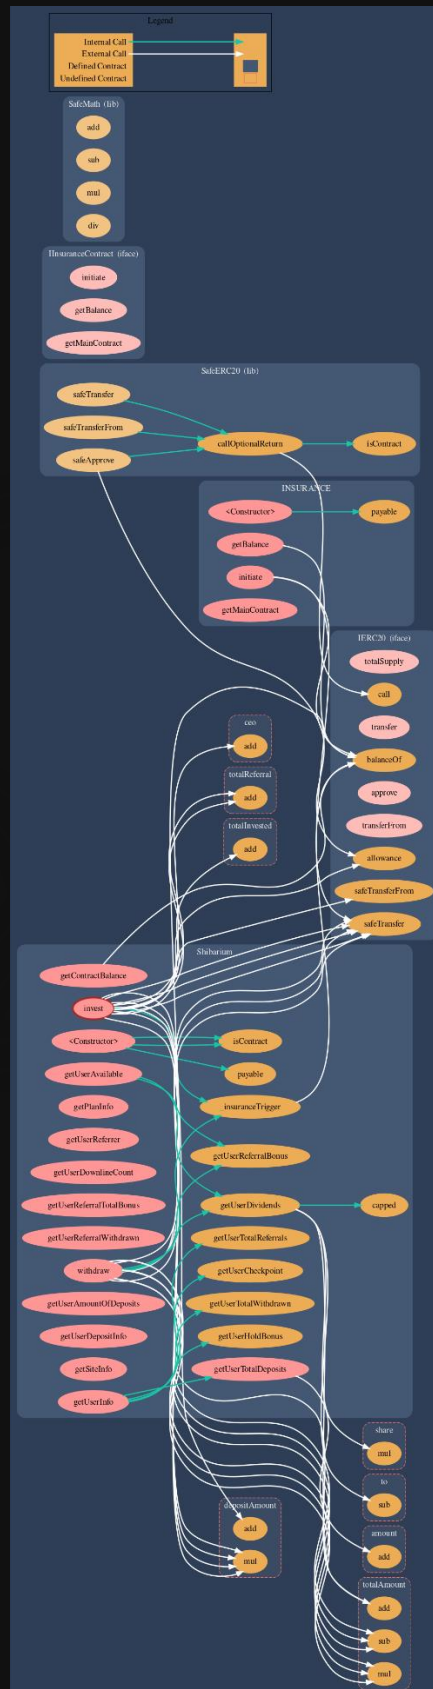 Legend
Internal Call
External Call
Defined Contract
Undefined Contract
SafeMath (lib)
add
sub
mul
div
IInsuranceContract (iface)
initiate
getBalance
getMainContract
SafeERC20 (lib)
safeTransfer
safeTransferFrom
callOptionalReturn
isContract
safeApprove
INSURANCE
<Constructor>
payable
getBalance
initiate
getMainContract
IERC20 (iface)
totalSupply
call
transfer
balanceOf
approve
transferFrom
allowance
safeTransferFrom
safeTransfer
ceo
add
totalReferral
add
totalInvested
add
Shibarium
getContractBalance
invest
<Constructor>
isContract
getUserAvailable
payable
getPlanInfo
insuranceTrigger
getUserReferrer
getUserReferralBonus
getUserDownlineCount
getUserReferralTotalBonus
getUserDividends
capped
getUserReferralWithdrawn
getUserTotalReferrals
withdraw
getUserCheckpoint
getUserAmountOfDeposits
getUserTotalWithdrawn
getUserDepositInfo
getUserHoldBonus
getSiteInfo
getUserTotalDeposits
getUserInfo
share
mul
to
sub
depositAmount
add
mul
amount
add
totalAmount
add
sub
mul